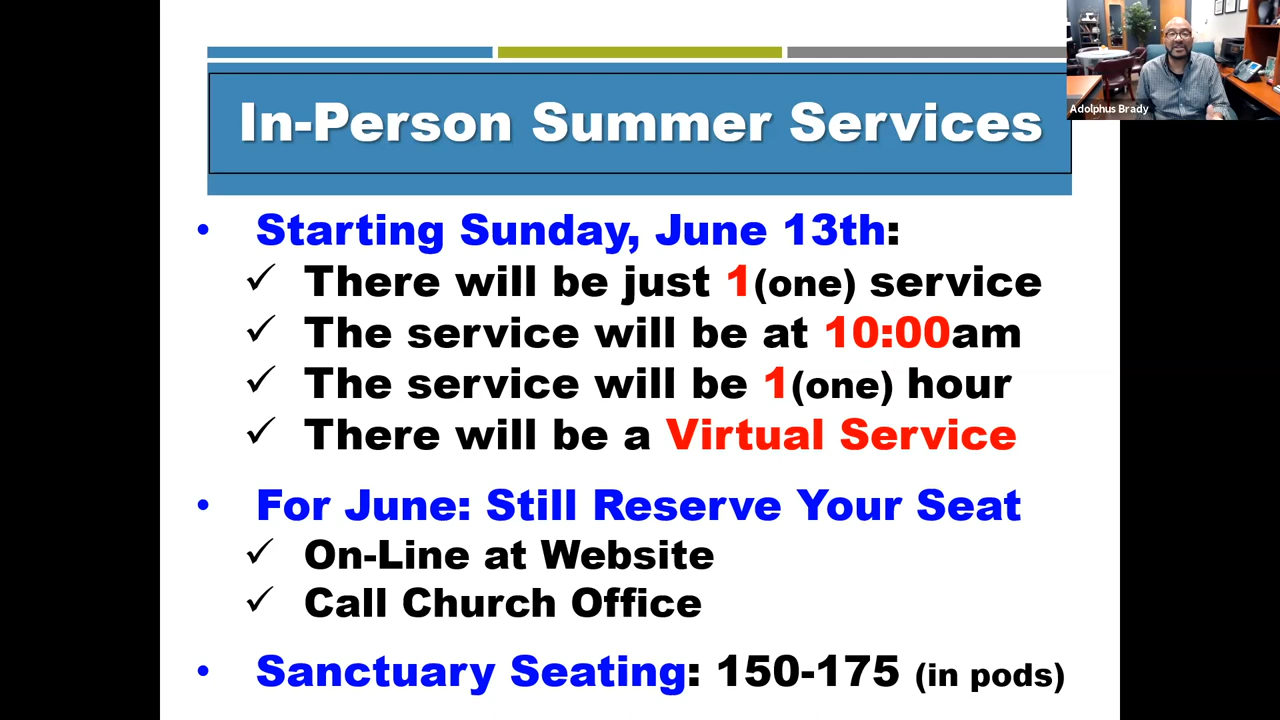 In-Person Summer Services
Adolphus Brady
• Starting Sunday, June 13th:
✓ There will be just 1(one) service
✓ The service will be at 10:00am
✓ The service will be 1(one) hour
✓ There will be a Virtual Service
• For June: Still Reserve Your Seat
✓ On-Line at Website
✓ Call Church Office
• Sanctuary Seating: 150-175 (in pods)